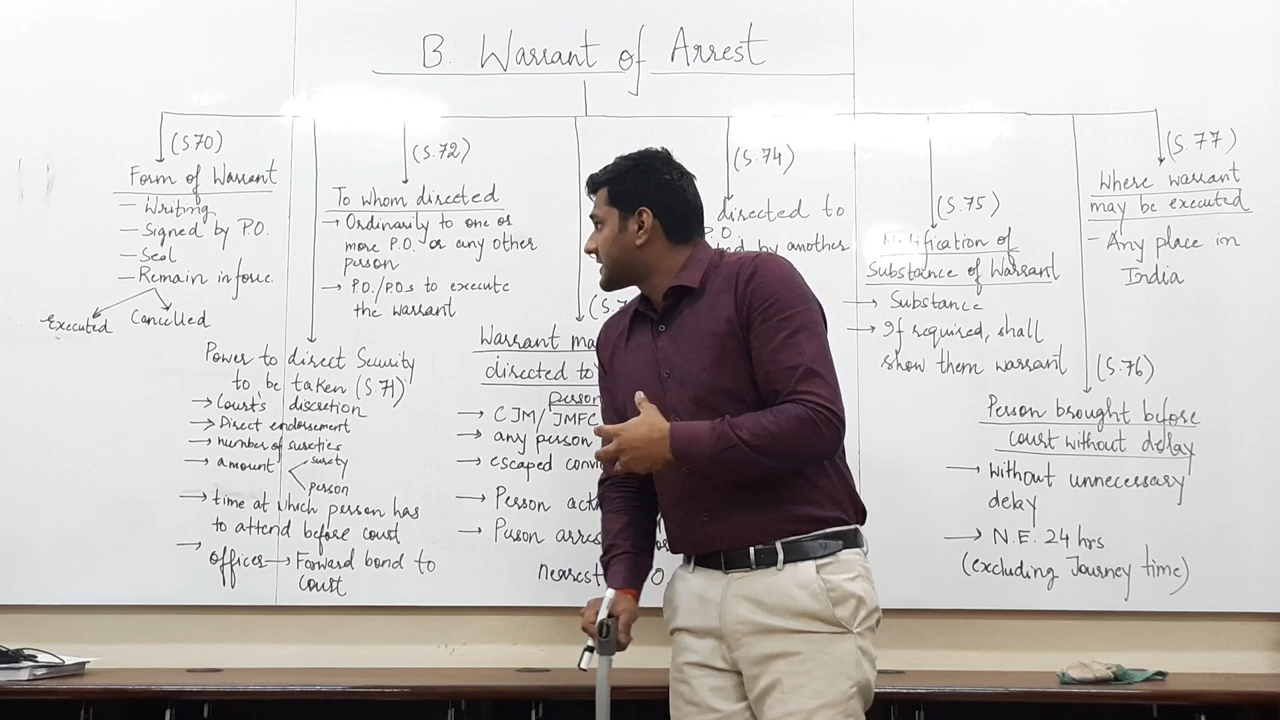 B. Warrant of Arrest
(S.70)
Form of Warrant
– Writing
– Signed by P.O.
– Seal
– Remain in force
Executed
Cancelled
Power to direct Security
to be taken (S.71)
→ Court's discretion
→ Direct endorsement
→ number of sureties
→ amount
surety
person
→ time at which person has
to attend before court
→ officer → Forward bond to
court
(S.72)
To whom directed
→ Ordinarily to one or
more P.O. or any other
person
→ P.O./P.O.s to execute
the warrant
(S.7
Warrant ma
directed to
person
→ CJM/JMFC
→ any person
→ escaped convi
→ Person ack
→ Person arres
nearest
O.
(S.74)
directed to
P.O.
by another
(S.75)
Notification of
Substance of Warrant
→ Substance
→ If required, shall
show them warrant
(S.76)
Person brought before
court without delay
→ Without unnecessary
delay
→ N.E. 24 hrs
(excluding Journey time)
(S.77)
Where warrant
may be executed
– Any place in
India